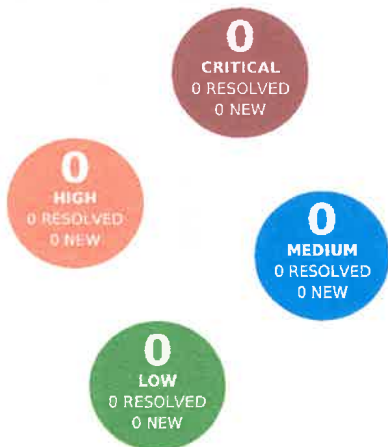 0
CRITICAL
0 RESOLVED
0 NEW
0
HIGH
0 RESOLVED
0 NEW
0
MEDIUM
0 RESOLVED
0 NEW
0
LOW
0 RESOLVED
0 NEW